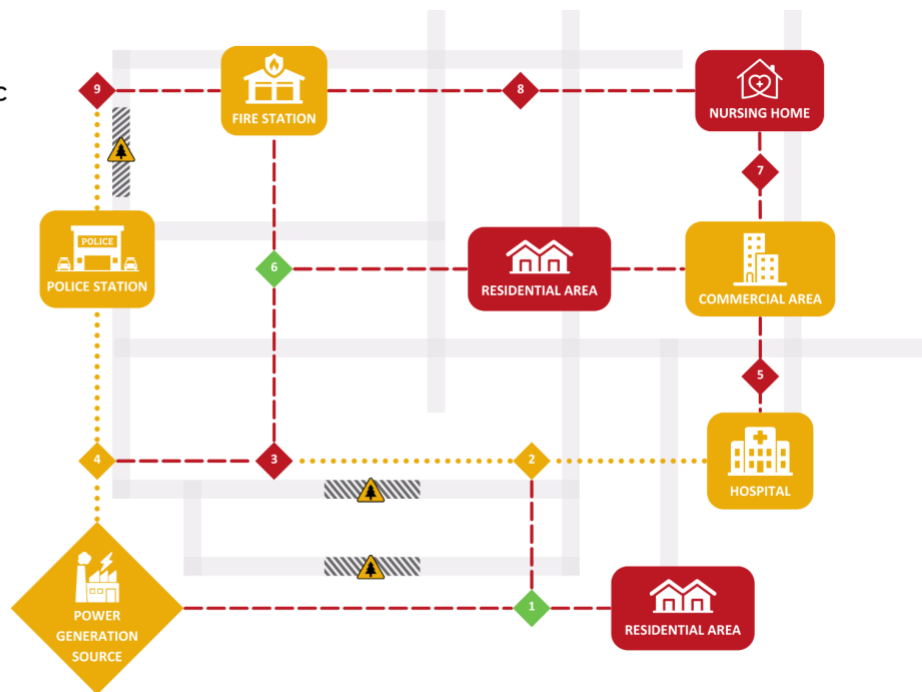 c
9
8
FIRE STATION
NURSING HOME
7
POLICE
POLICE STATION
6
RESIDENTIAL AREA
COMMERCIAL AREA
5
4
3
2
HOSPITAL
POWER
GENERATION
SOURCE
1
RESIDENTIAL AREA